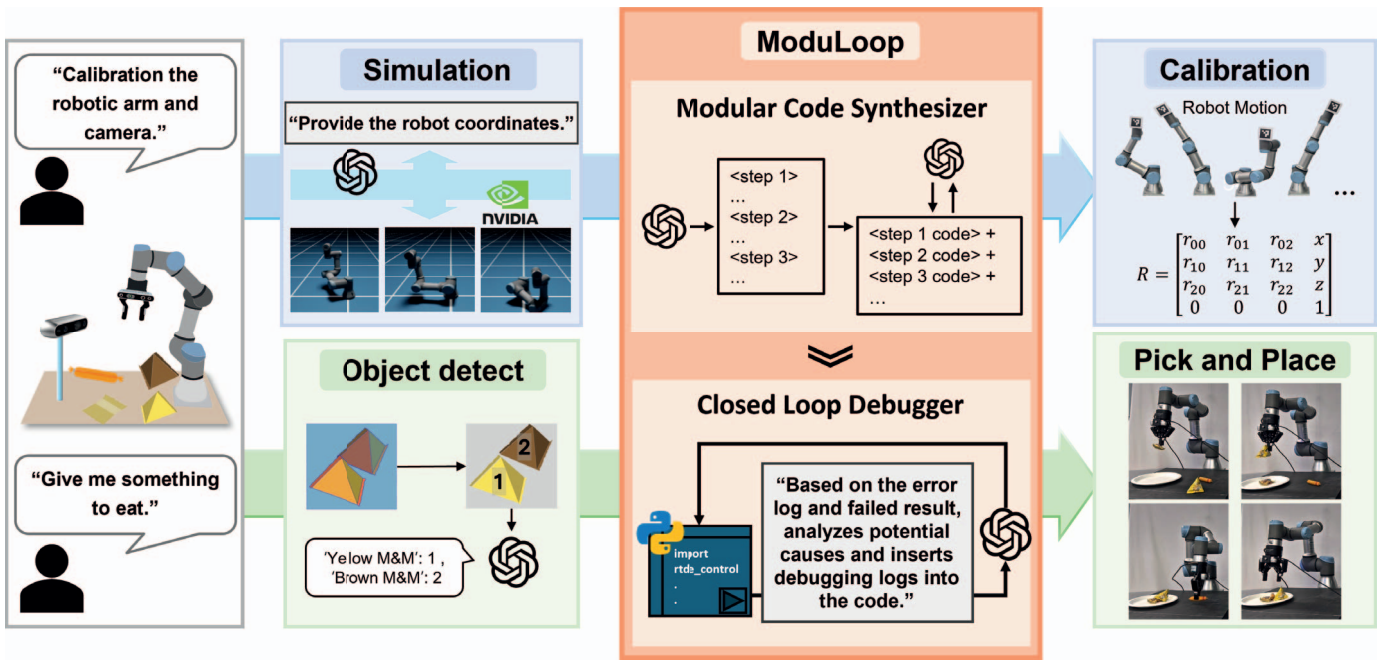 “Calibration the
robotic arm and
camera.”
“Give me something
to eat.”
Simulation
“Provide the robot coordinates.”
NVIDIA
Object detect
2
1
'Yelow M&M': 1 ,
'Brown M&M': 2
ModuLoop
Modular Code Synthesizer
<step 1>
...
<step 2>
...
<step 3>
...
<step 1 code> +
<step 2 code> +
<step 3 code> +
...
Closed Loop Debugger
import
rtde_control
.
.
“Based on the error
log and failed result,
analyzes potential
causes and inserts
debugging logs into
the code.”
Calibration
Robot Motion
...
R = [r00 r01 r02 x
r10 r11 r12 y
r20 r21 r22 z
0 0 0 1]
Pick and Place